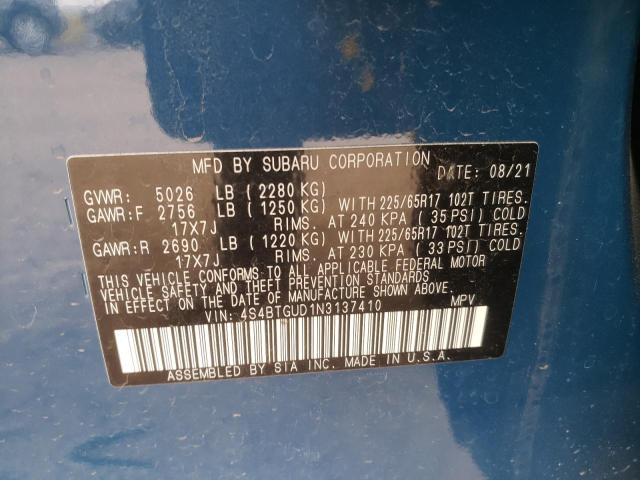 MFD BY SUBARU CORPORATION DATE: 08/21
GVWR: 5026 LB (2280 KG)
GAWR:F 2756 LB (1250 KG) WITH 225/65R17 102T TIRES.
17X7J RIMS. AT 240 KPA (35 PSI) COLD
GAWR:R 2690 LB (1220 KG) WITH 225/65R17 102T TIRES.
17X7J RIMS. AT 230 KPA (33 PSI) COLD
THIS VEHICLE CONFORMS TO ALL APPLICABLE FEDERAL MOTOR
VEHICLE SAFETY AND THEFT PREVENTION STANDARDS
IN EFFECT ON THE DATE OF MANUFACTURE SHOWN ABOVE.
VIN: 4S4BTGUD1N3137410 MPV
ASSEMBLED BY SIA INC. MADE IN U.S.A.